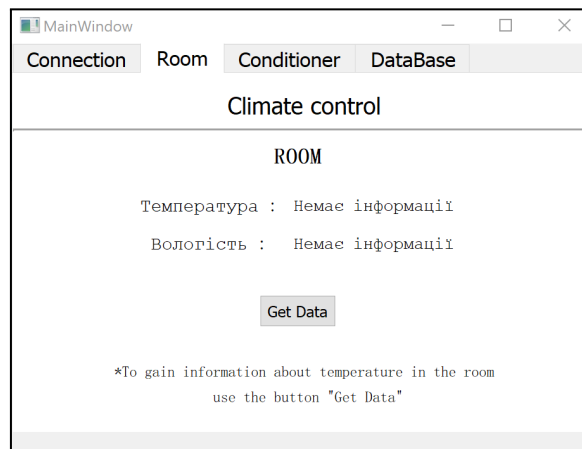 MainWindow
Connection Room Conditioner DataBase
Climate control
ROOM
Температура : Немає інформації
Вологість : Немає інформації
Get Data
*To gain information about temperature in the room
use the button "Get Data"